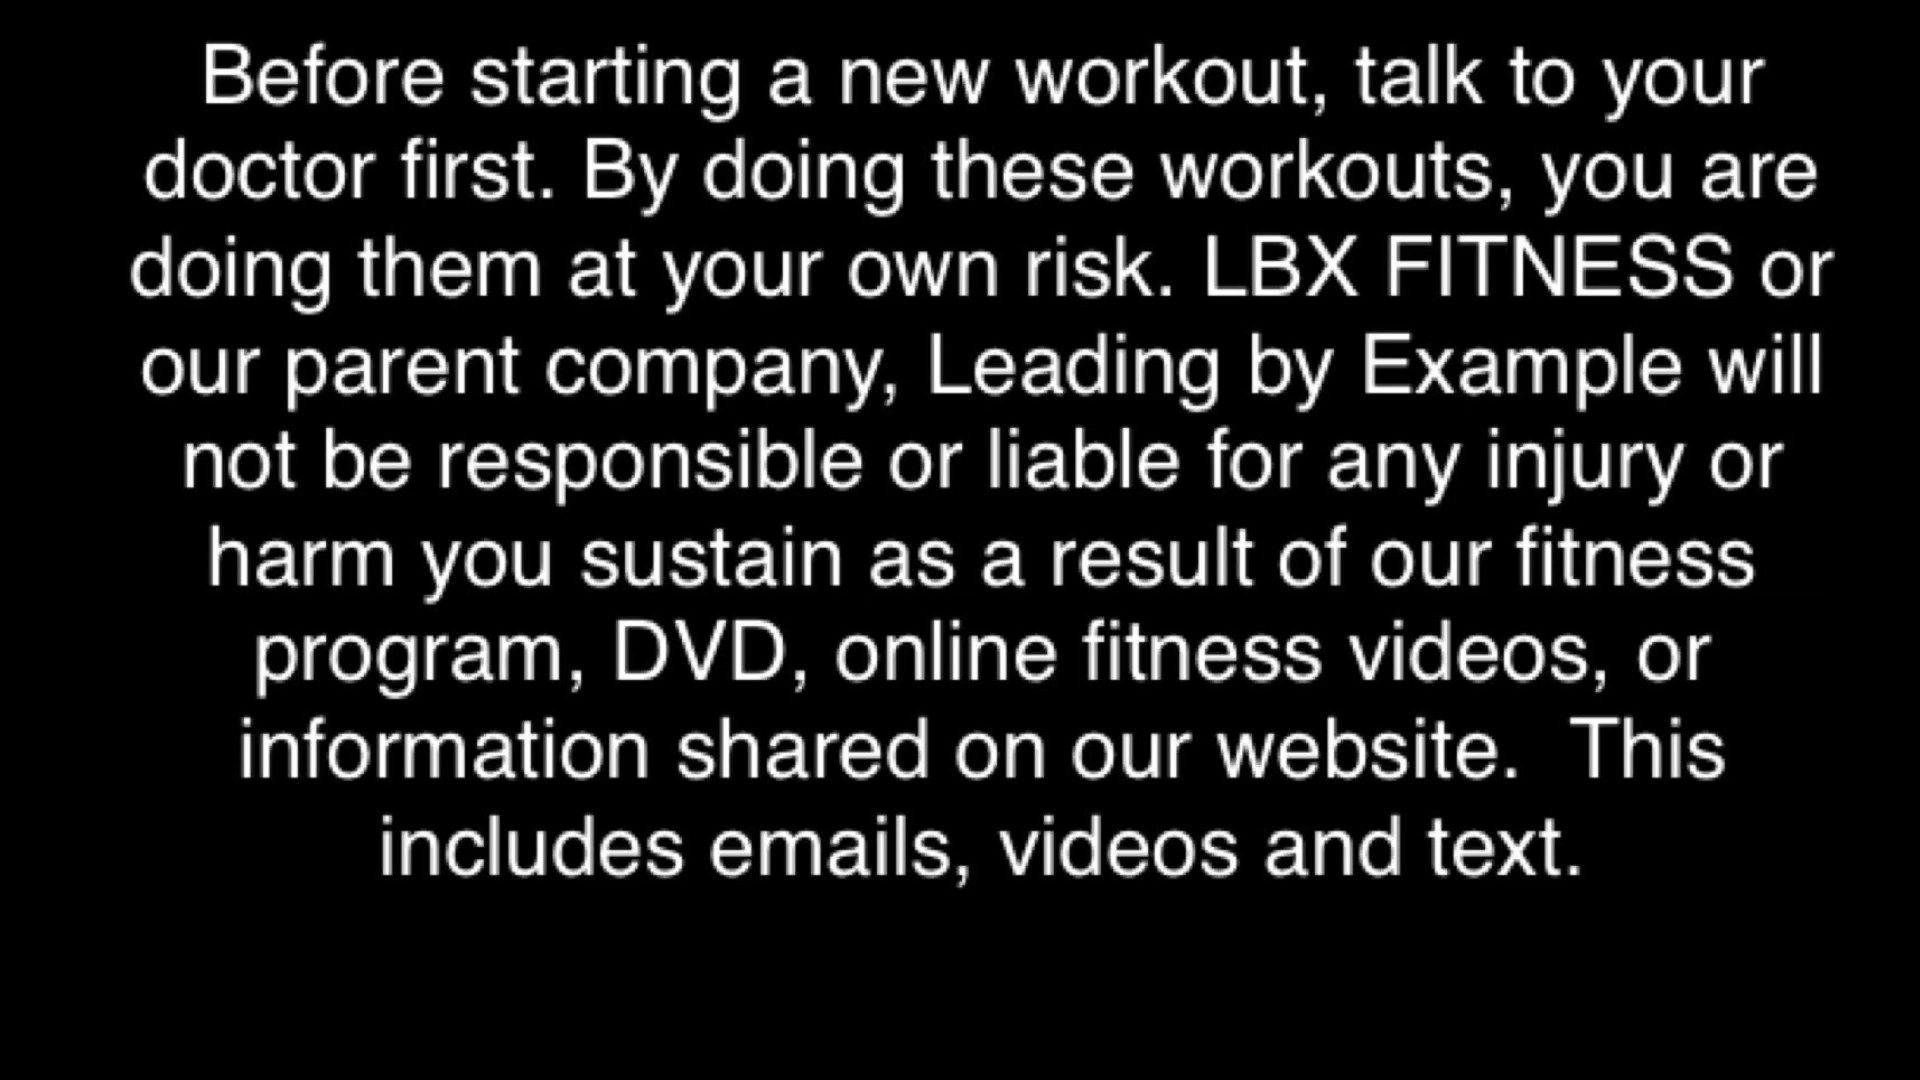 Before starting a new workout, talk to your
doctor first. By doing these workouts, you are
doing them at your own risk. LBX FITNESS or
our parent company, Leading by Example will
not be responsible or liable for any injury or
harm you sustain as a result of our fitness
program, DVD, online fitness videos, or
information shared on our website.  This
includes emails, videos and text.